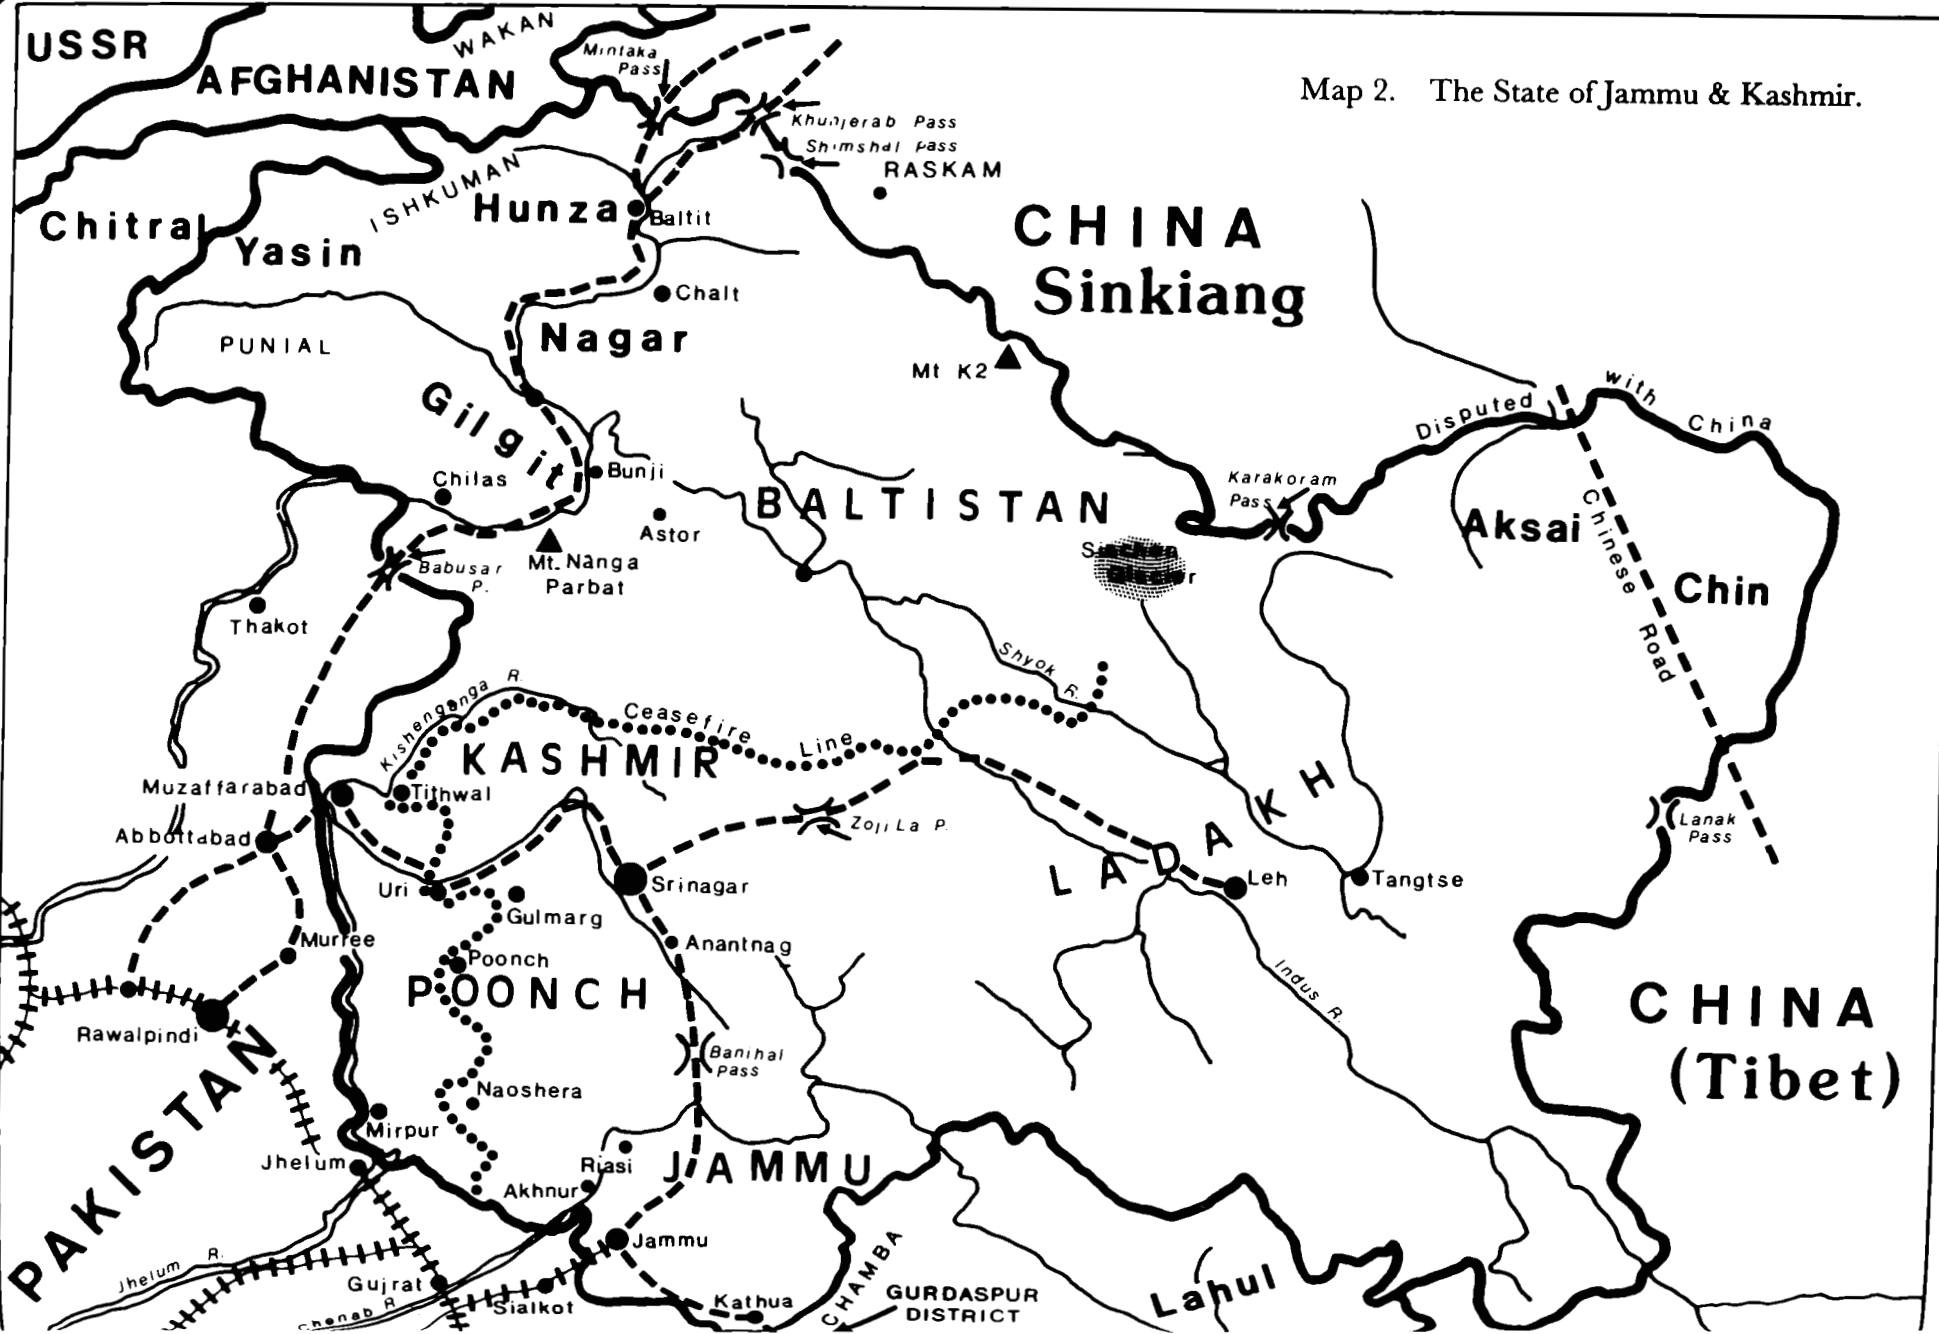 Map 2. The State of Jammu & Kashmir.
USSR
WAKAN
AFGHANISTAN
Mintaka
Pass
Khunjerab Pass
Shimshal Pass
RASKAM
ISHKUMAN
Hunza
Baltit
Chitral
Yasin
CHINA
Sinkiang
Chalt
PUNIAL
Nagar
Mt K2
Gilgit
Disputed with China
Chilas
Bunji
BALTISTAN
Karakoram
Pass
Astor
Aksai
Chin
Chinese Road
Siachen
Glacier
Babusar
P.
Mt. Nanga
Parbat
Thakot
Shyok R.
Kishenganga R.
Ceasefire Line
KASHMIR
Muzaffarabad
Tithwal
Abbottabad
Zoji La P.
LADAKH
Lanak
Pass
Uri
Srinagar
Leh
Tangtse
Gulmarg
Murree
Anantnag
Poonch
POONCH
Indus R.
CHINA
(Tibet)
Rawalpindi
PAKISTAN
Banihal
Pass
Naoshera
Mirpur
Jhelum
Riasi
JAMMU
Akhnur
Jammu
Jhelum R.
Gujrat
Chenab R
Sialkot
Kathua
CHAMBA
GURDASPUR
DISTRICT
Lahul